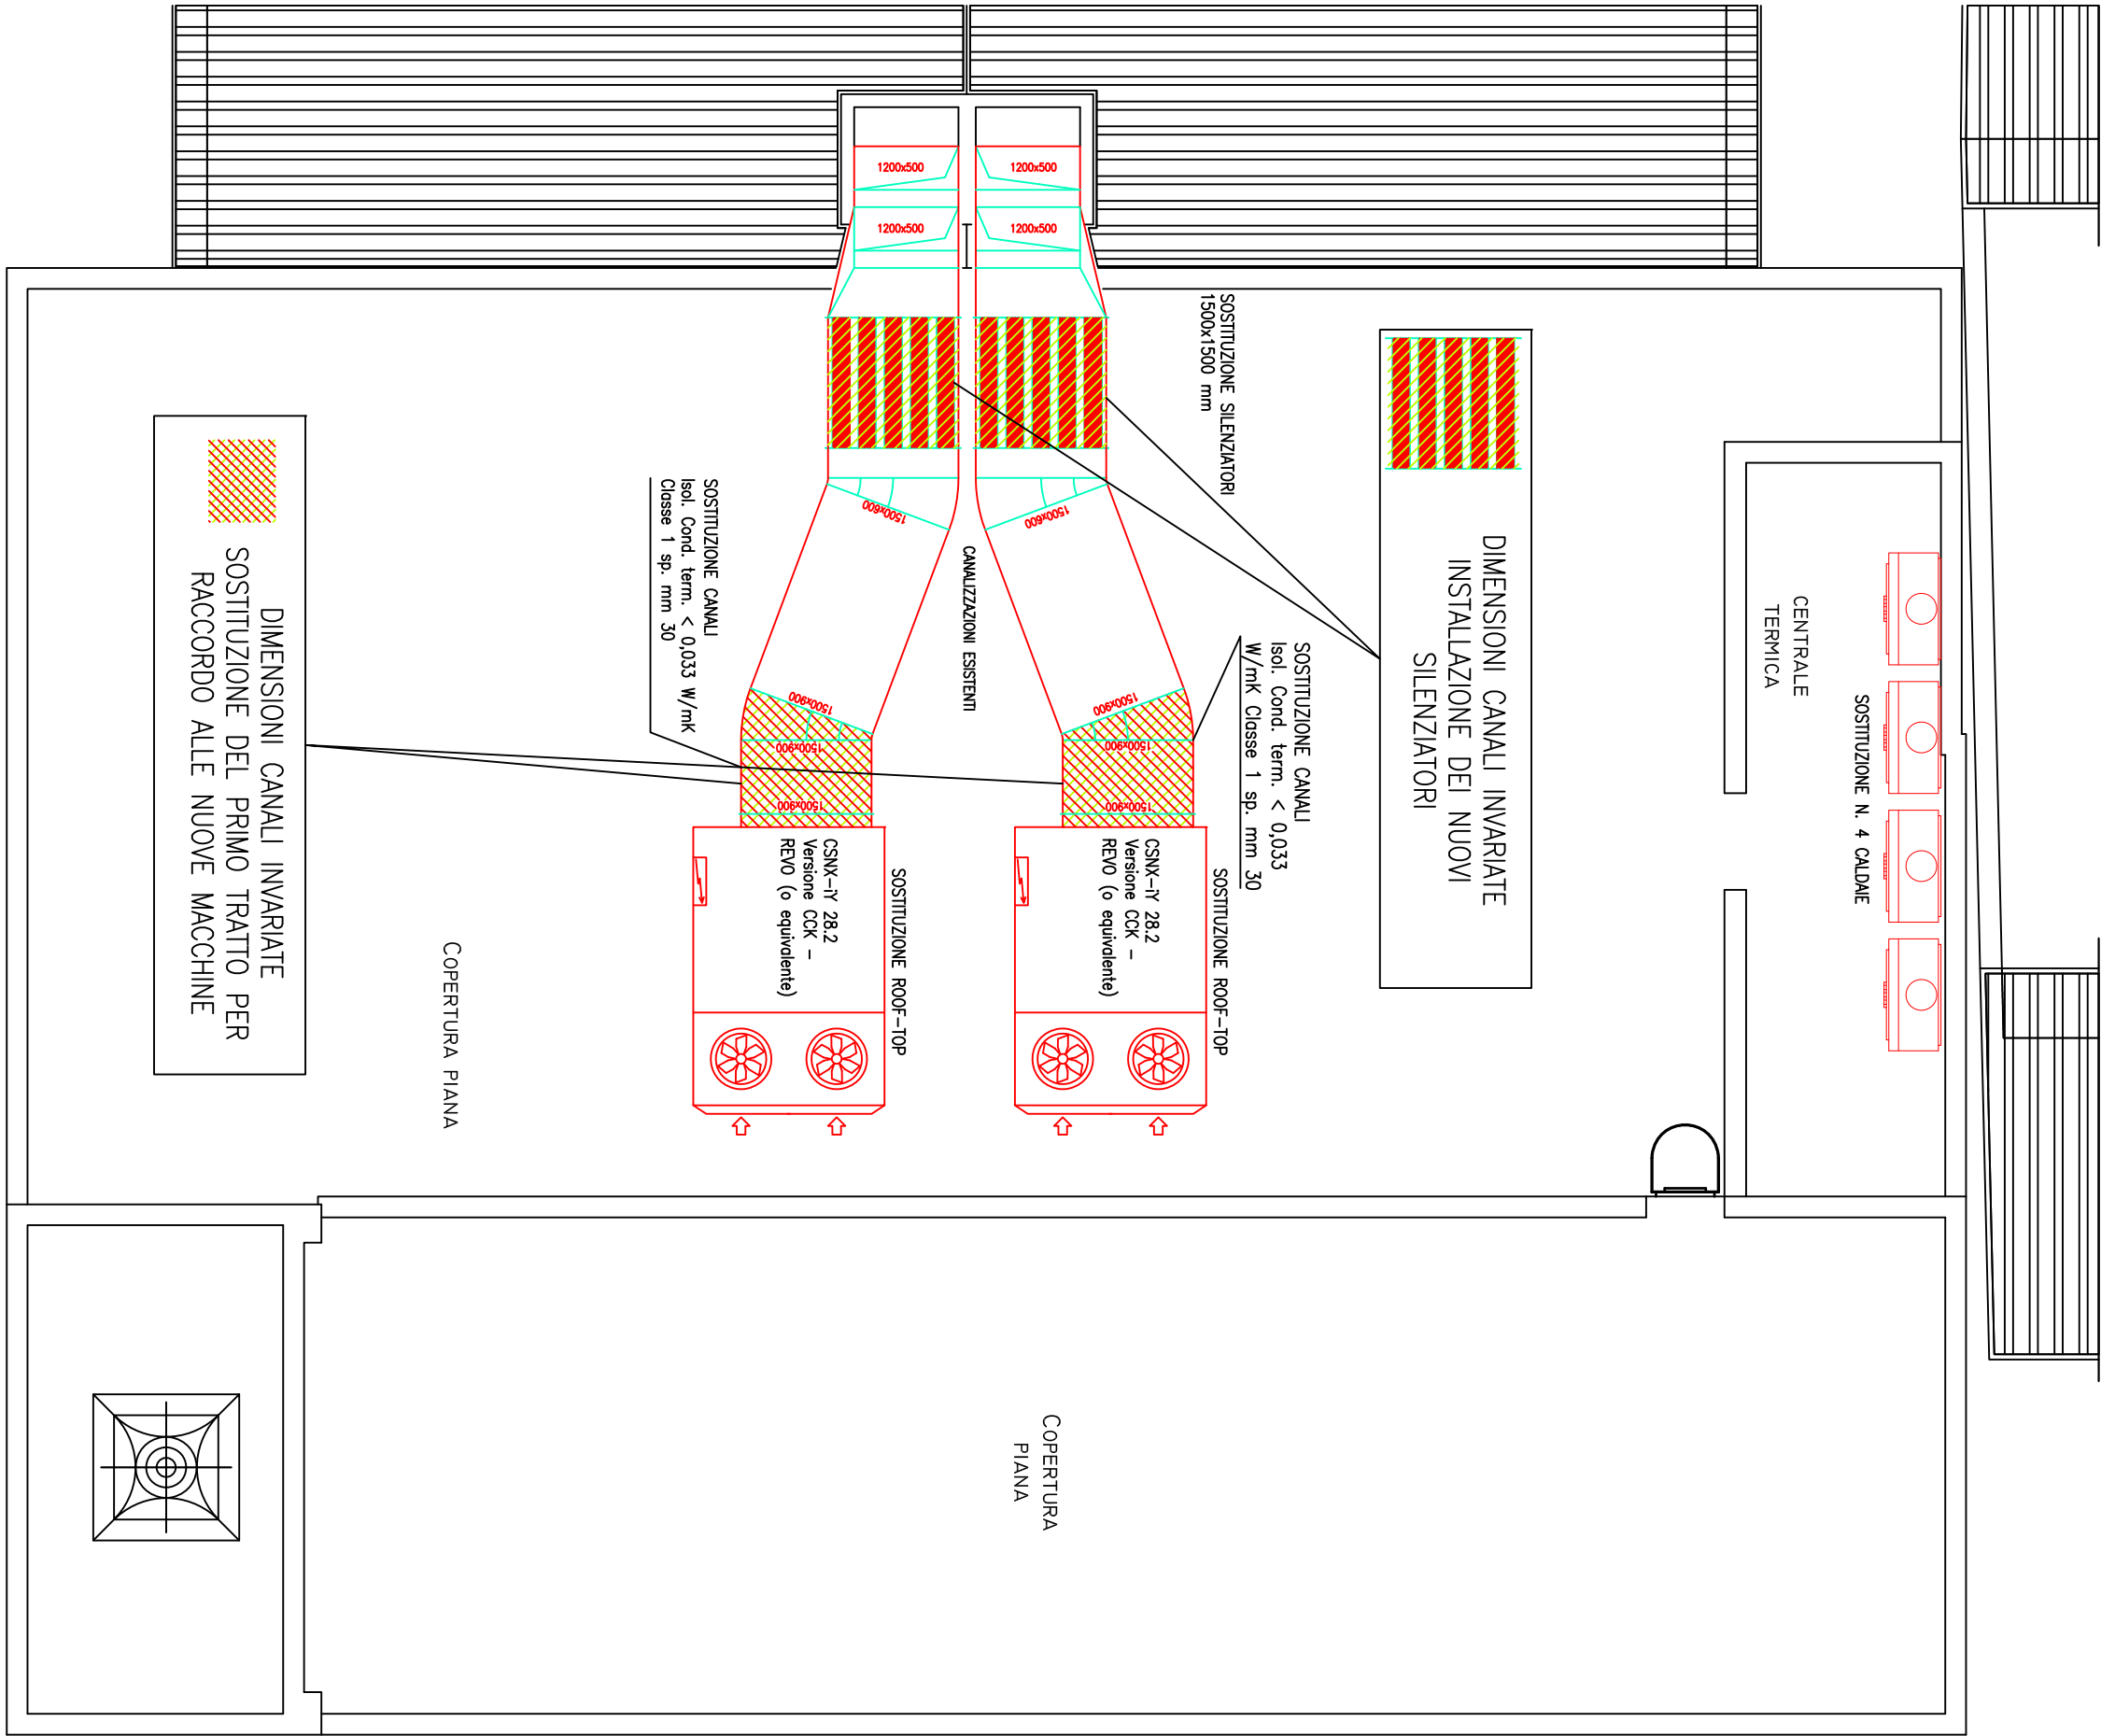 CENTRALE
TERMICA
SOSTITUZIONE N. 4 CALDAIE
DIMENSIONI CANALI INVARIATE
INSTALLAZIONE DEI NUOVI
SILENZIATORI
SOSTITUZIONE SILENZIATORI
1500x1500 mm
SOSTITUZIONE CANALI
Isol. Cond. term. < 0,033
W/mK Classe 1 sp. mm 30
SOSTITUZIONE ROOF-TOP
CSNX-iY 28.2
Versione CCK -
REVO (o equivalente)
1200x500
1200x500
1500x600
1500x900
1500x900
1500x900
CANALIZZAZIONI ESISTENTI
1200x500
1200x500
1500x600
1500x900
1500x900
1500x900
SOSTITUZIONE ROOF-TOP
CSNX-iY 28.2
Versione CCK -
REVO (o equivalente)
SOSTITUZIONE CANALI
Isol. Cond. term. < 0,033 W/mK
Classe 1 sp. mm 30
COPERTURA PIANA
DIMENSIONI CANALI INVARIATE
SOSTITUZIONE DEL PRIMO TRATTO PER
RACCORDO ALLE NUOVE MACCHINE
COPERTURA
PIANA